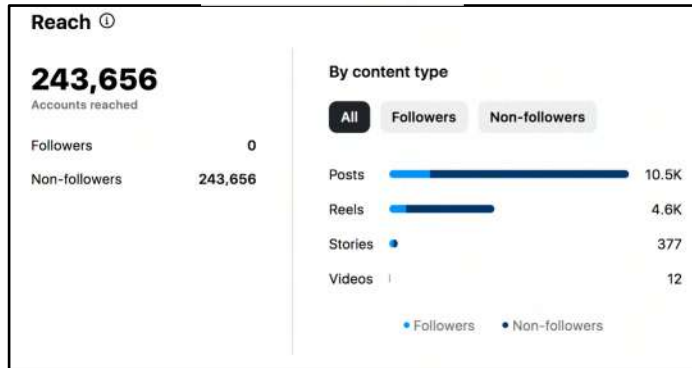 Reach ⓘ
243,656
Accounts reached
Followers 0
Non-followers 243,656
By content type
All Followers Non-followers
Posts 10.5K
Reels 4.6K
Stories 377
Videos 12
• Followers • Non-followers